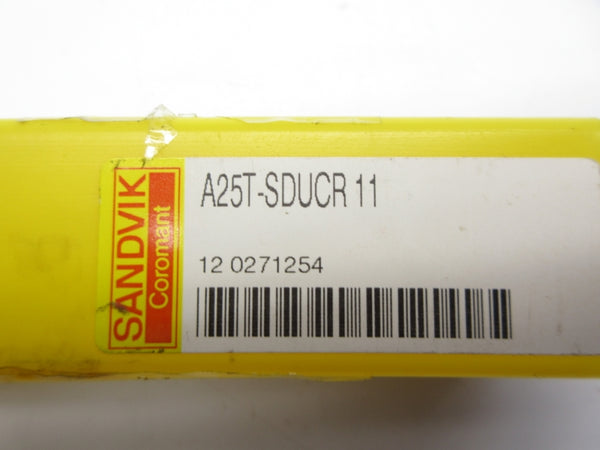 SANDVIK
Coromant
A25T-SDUCR 11
12 0271254